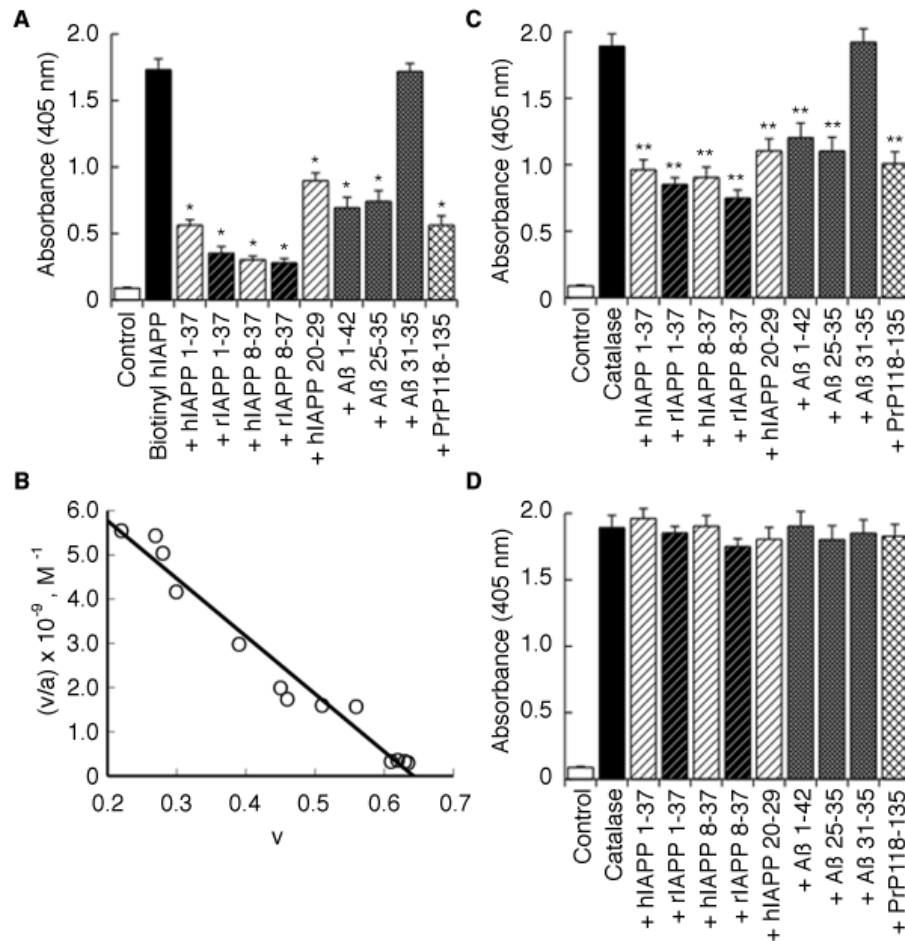 A
Absorbance (405 nm)
2.0
1.5
1.0
0.5
0
* * * * * * * *
Control
Biotinyl hIAPP
+ hIAPP 1-37
+ rIAPP 1-37
+ hIAPP 8-37
+ rIAPP 8-37
+ hIAPP 20-29
+ Aß 1-42
+ Aß 25-35
+ Aß 31-35
+ PrP118-135
B
(v/a) x 10⁻⁹ , M⁻¹
6.0
5.0
4.0
3.0
2.0
1.0
0
0.2 0.3 0.4 0.5 0.6 0.7
v
C
Absorbance (405 nm)
2.0
1.5
1.0
0.5
0
** ** ** ** ** ** ** **
Control
Catalase
+ hIAPP 1-37
+ rIAPP 1-37
+ hIAPP 8-37
+ rIAPP 8-37
+ hIAPP 20-29
+ Aß 1-42
+ Aß 25-35
+ Aß 31-35
+ PrP118-135
D
Absorbance (405 nm)
2.0
1.5
1.0
0.5
0
Control
Catalase
+ hIAPP 1-37
+ rIAPP 1-37
+ hIAPP 8-37
+ rIAPP 8-37
+ hIAPP 20-29
+ Aß 1-42
+ Aß 25-35
+ Aß 31-35
+ PrP118-135